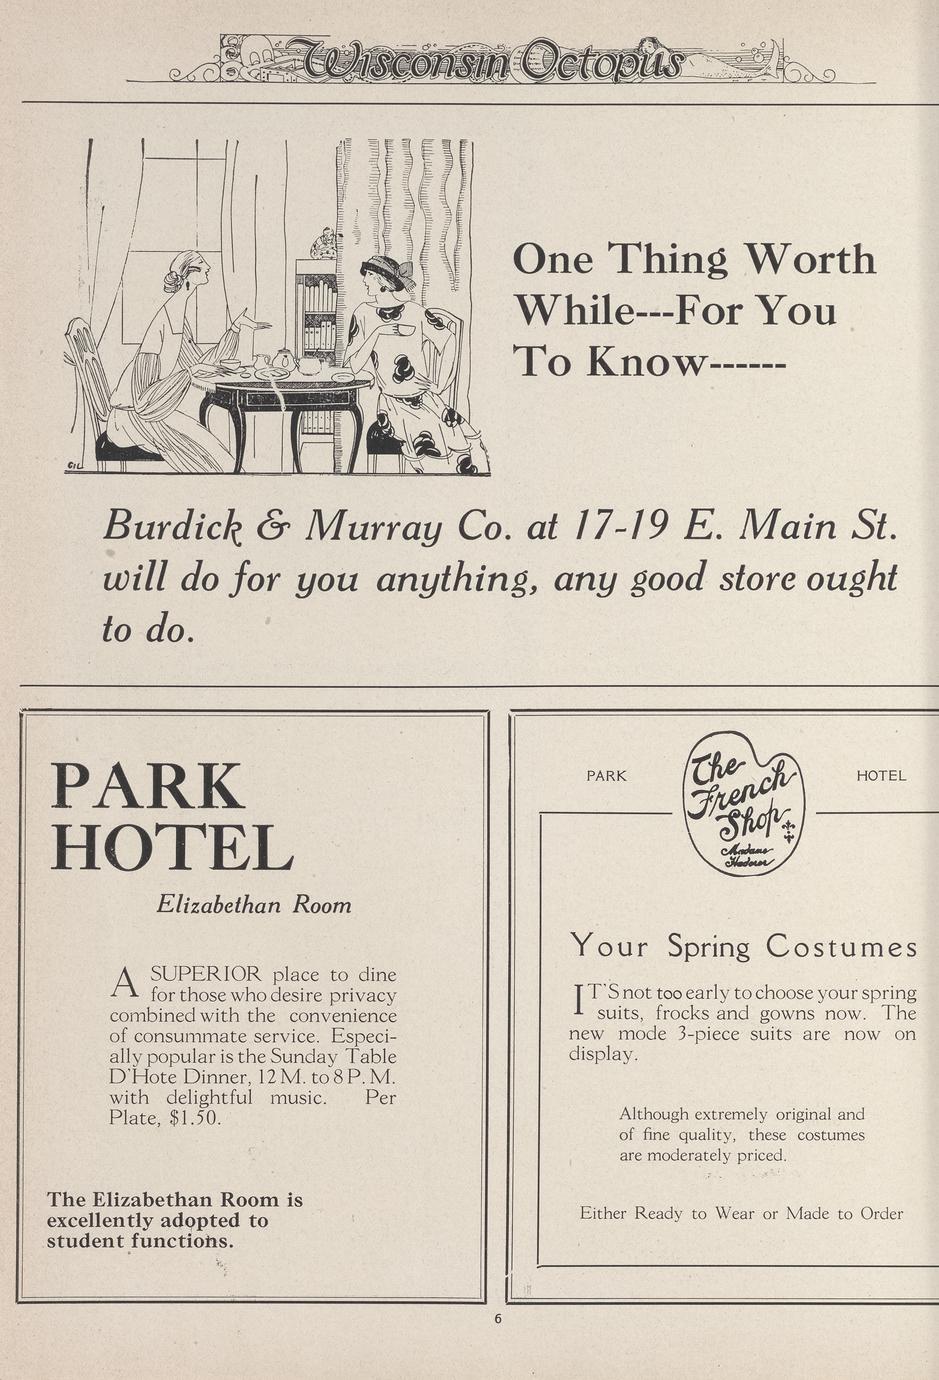 Wisconsin Octopus
One Thing Worth
While---For You
To Know------
GIL
Burdick & Murray Co. at 17-19 E. Main St.
will do for you anything, any good store ought
to do.
PARK
HOTEL
Elizabethan Room
A SUPERIOR place to dine
for those who desire privacy
combined with the convenience
of consummate service. Especi-
ally popular is the Sunday Table
D'Hote Dinner, 12 M. to 8 P. M.
with delightful music. Per
Plate, $1.50.
The Elizabethan Room is
excellently adopted to
student functions.
PARK
The
French
Shop
Madame
HOTEL
Your Spring Costumes
IT'S not too early to choose your spring
suits, frocks and gowns now. The
new mode 3-piece suits are now on
display.
Although extremely original and
of fine quality, these costumes
are moderately priced.
Either Ready to Wear or Made to Order
6